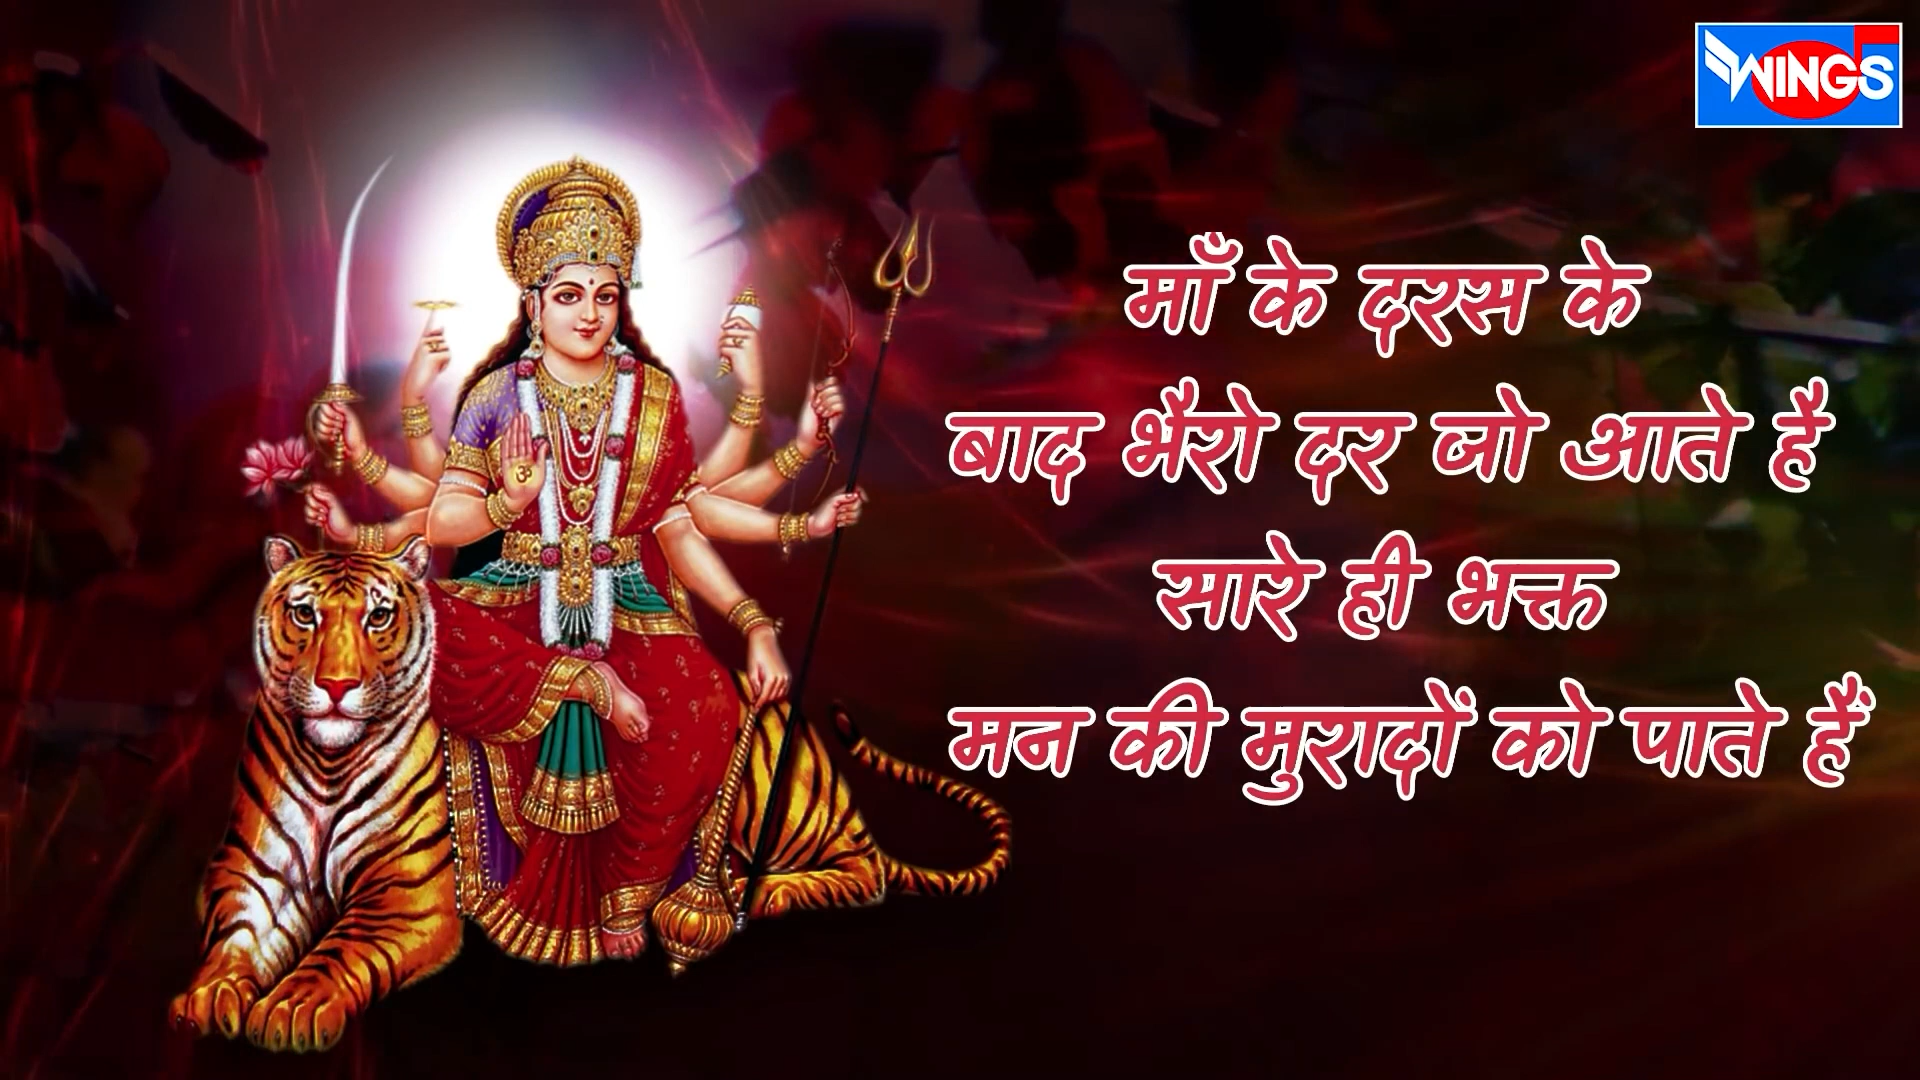 WINGS
माँ के दरस के
बाद भैरो दर जो आते है
सारे ही भक्त
मन की मुरादों को पाते हैं
ॐ